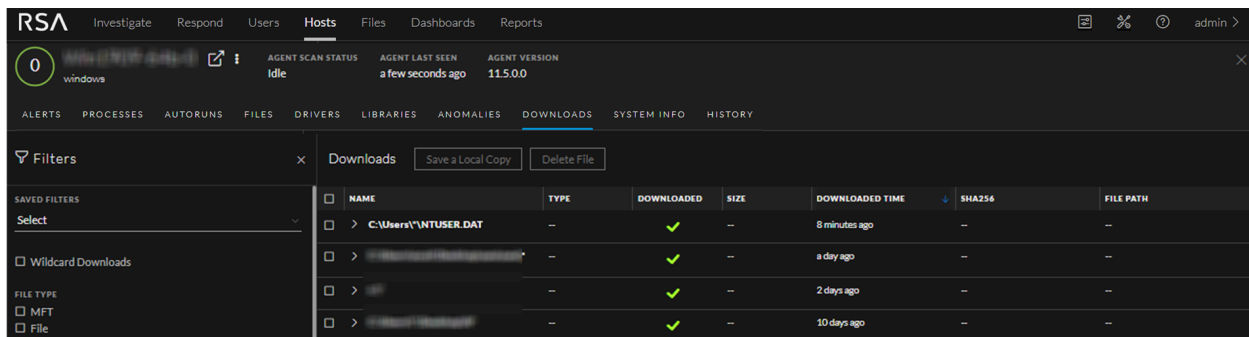 RSA Investigate Respond Users Hosts Files Dashboards Reports admin >
0 windows
AGENT SCAN STATUS AGENT LAST SEEN AGENT VERSION
Idle a few seconds ago 11.5.0.0
ALERTS PROCESSES AUTORUNS FILES DRIVERS LIBRARIES ANOMALIES DOWNLOADS SYSTEM INFO HISTORY
Filters
SAVED FILTERS
Select
Wildcard Downloads
FILE TYPE
MFT
File
Downloads Save a Local Copy Delete File
NAME TYPE DOWNLOADED SIZE DOWNLOADED TIME SHA256 FILE PATH
C:\Users\*\NTUSER.DAT -- -- 8 minutes ago -- --
-- -- a day ago -- --
-- -- 2 days ago -- --
-- -- 10 days ago -- --